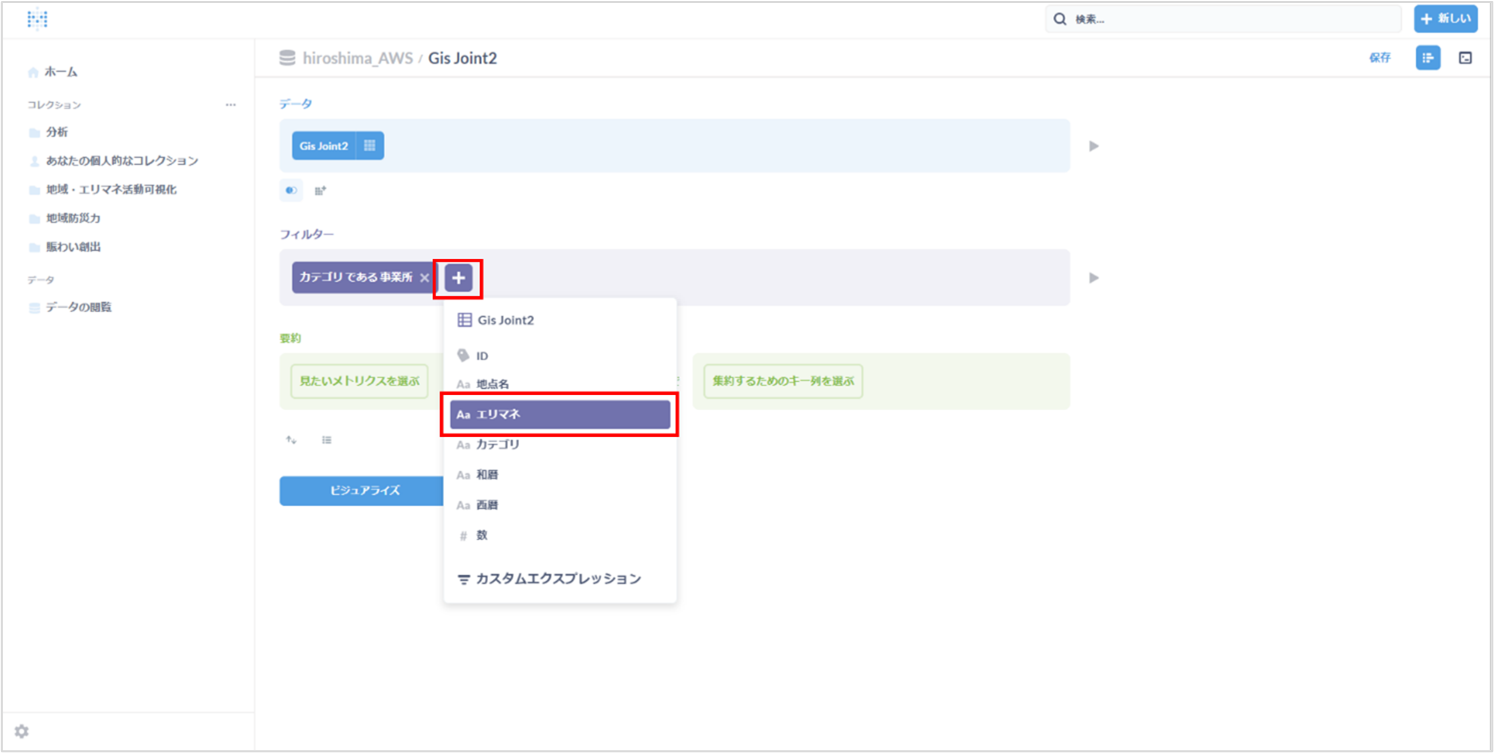 検索...
+ 新しい
hiroshima_AWS / Gis Joint2
保存
ホーム
コレクション
...
分析
あなたの個人的なコレクション
地域・エリマネ活動可視化
地域防災力
賑わい創出
データ
データの閲覧
データ
Gis Joint2
フィルター
カテゴリ である 事業所 ×
+
Gis Joint2
ID
Aa 地点名
Aa エリマネ
Aa カテゴリ
Aa 和暦
Aa 西暦
# 数
カスタムエクスプレッション
要約
見たいメトリクスを選ぶ
集約するためのキー列を選ぶ
ビジュアライズ